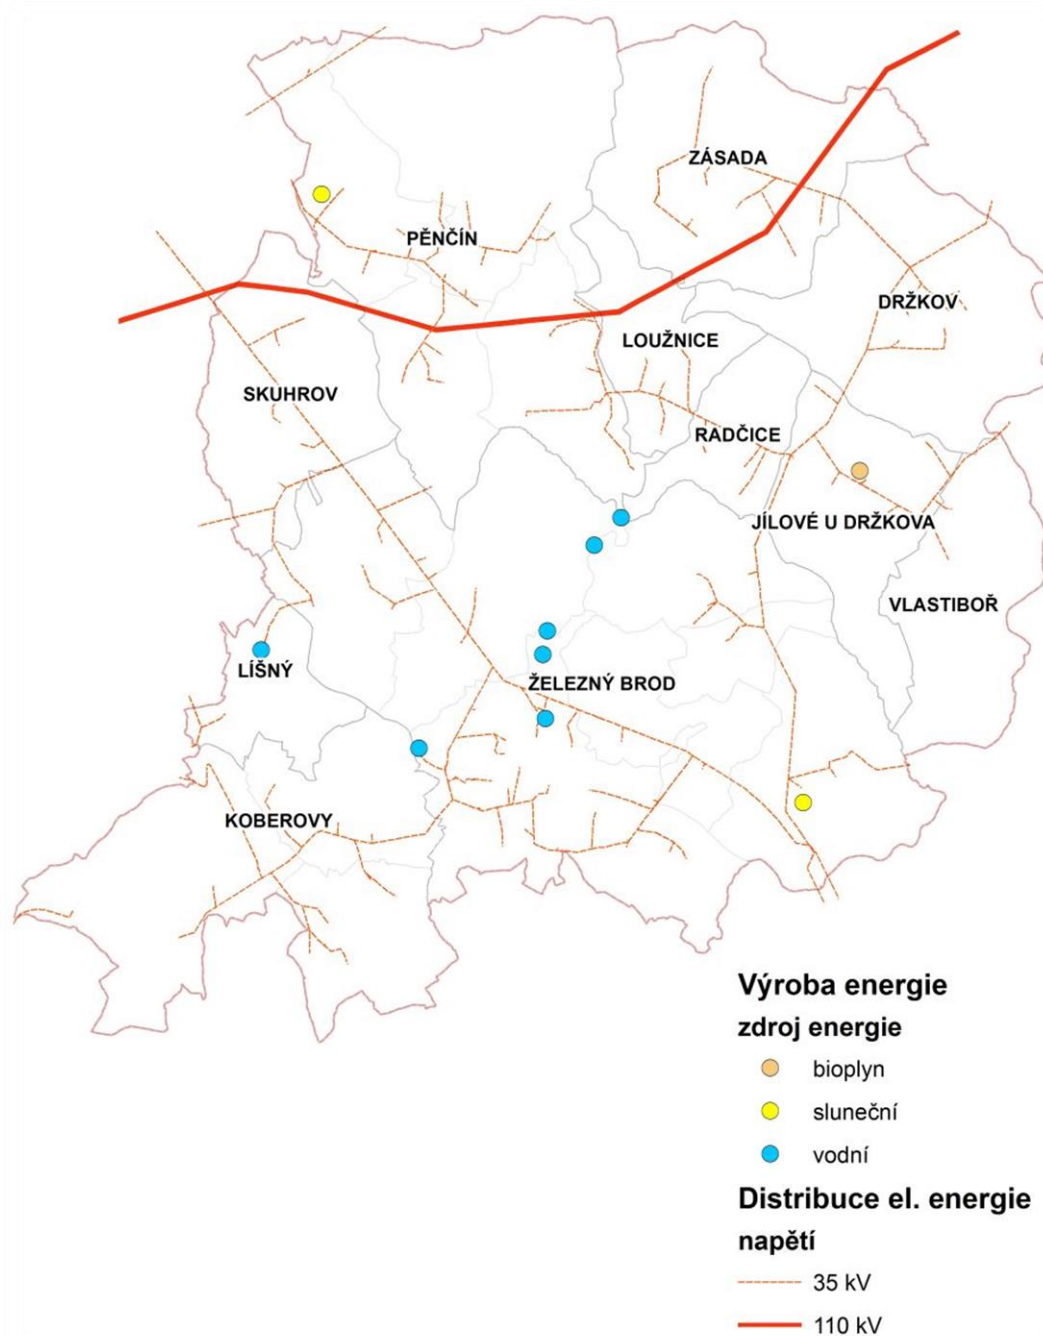 ZÁSADA
PĚNČÍN
DRŽKOV
LOUŽNICE
SKUHROV
RADČICE
JÍLOVÉ U DRŽKOVA
VLASTIBOŘ
LÍŠNÝ
ŽELEZNÝ BROD
KOBEROVY
Výroba energie
zdroj energie
bioplyn
sluneční
vodní
Distribuce el. energie
napětí
35 kV
110 kV